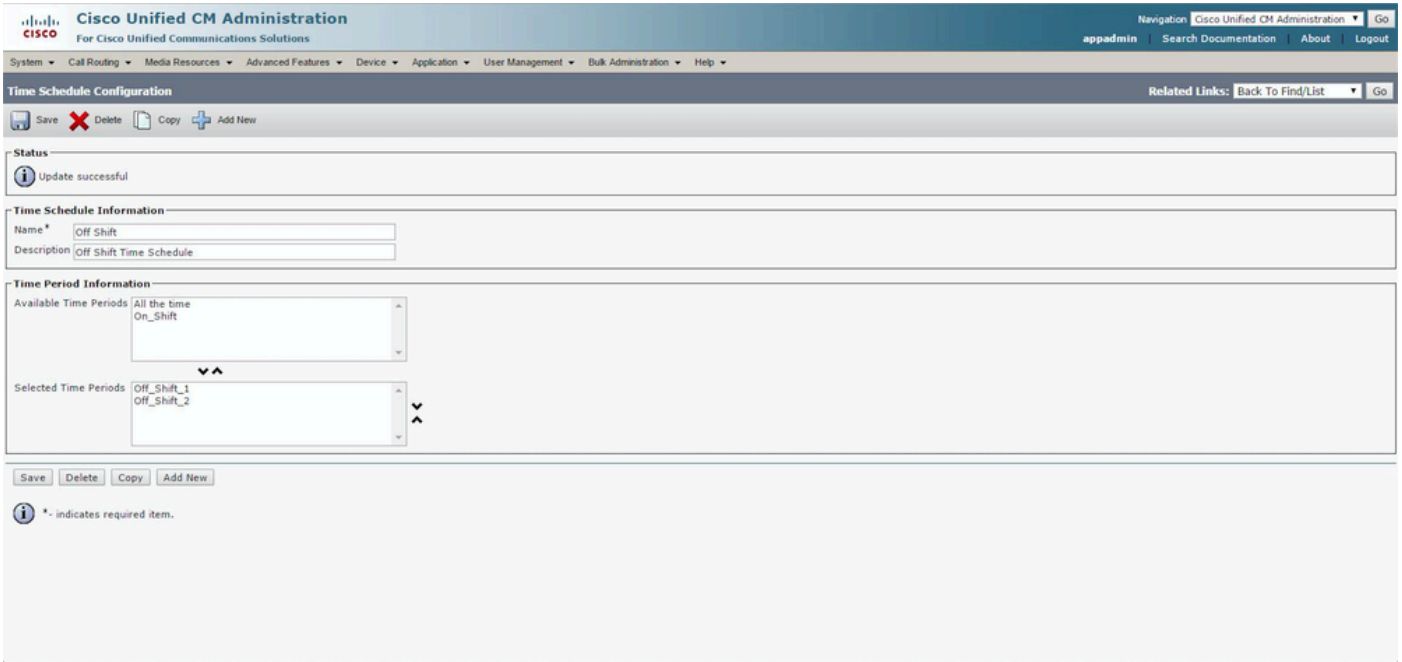 cisco
Cisco Unified CM Administration
For Cisco Unified Communications Solutions
Navigation Cisco Unified CM Administration Go
appadmin Search Documentation About Logout
System Call Routing Media Resources Advanced Features Device Application User Management Bulk Administration Help
Time Schedule Configuration
Related Links: Back To Find/List Go
Save Delete Copy Add New
Status
Update successful
Time Schedule Information
Name* Off Shift
Description Off Shift Time Schedule
Time Period Information
Available Time Periods All the time
On_Shift
Selected Time Periods Off_Shift_1
Off_Shift_2
Save Delete Copy Add New
*- indicates required item.